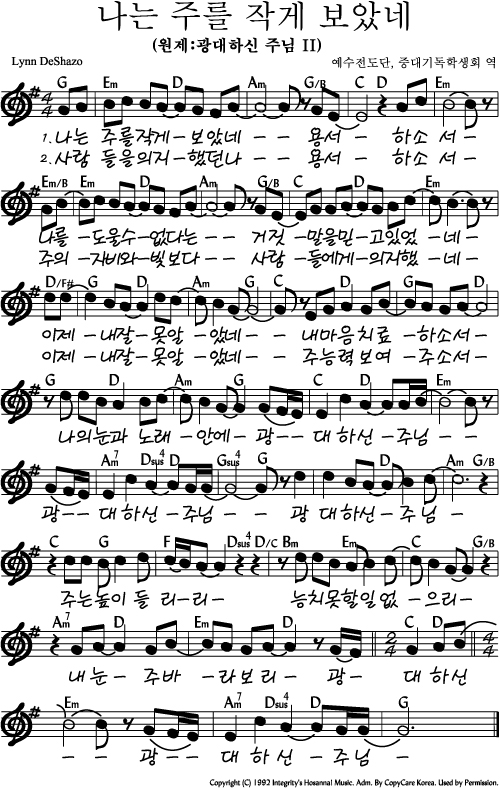 나는 주를 작게 보았네
(원제:광대하신 주님 II)
Lynn DeShazo 예수전도단, 중대기독학생회 역
G Em D Am G/B C D Em
1.나는 주를작게-보았네 - - 용서 - 하소 서-
2.사랑 들을의지-했던나 - - 용서 - 하소 서-
Em/B Em D Am G/B C D Em
나를 -도울수-없다는- - 거짓 -말을믿-고있었 -네-
주의 -자비와-빛보다- - 사랑 -들에게-의지했 -네-
D/F# G D Am G/B C D Am
이제 -내잘-못알 -았네- -내마음치료 -하소서-
이제 -내잘-못알 -았네- -주능력보여 -주소서-
G D Am G C D Em
나의눈과 노래 -안에- 광- - 대 하신 -주님- -
Am7 Dsus4 D Gsus4 G G D Em Am G/B
광- - 대 하신 -주님 - - 광 대하신-주님 -
C G F Dsus4 D/C Bm Em C G/B
주는높이 들 리-리- 능치못할일 없 -으리-
Am7 D Em C D
내 눈 - 주바 -라보리 - 광- 대 하신
Em Am7 Dsus4 D G
- - 광- - 대 하신 -주님 -
Copyright (C) 1992 Integrity's Hosanna! Music. Adm. By CopyCare Korea. Used by Permission.